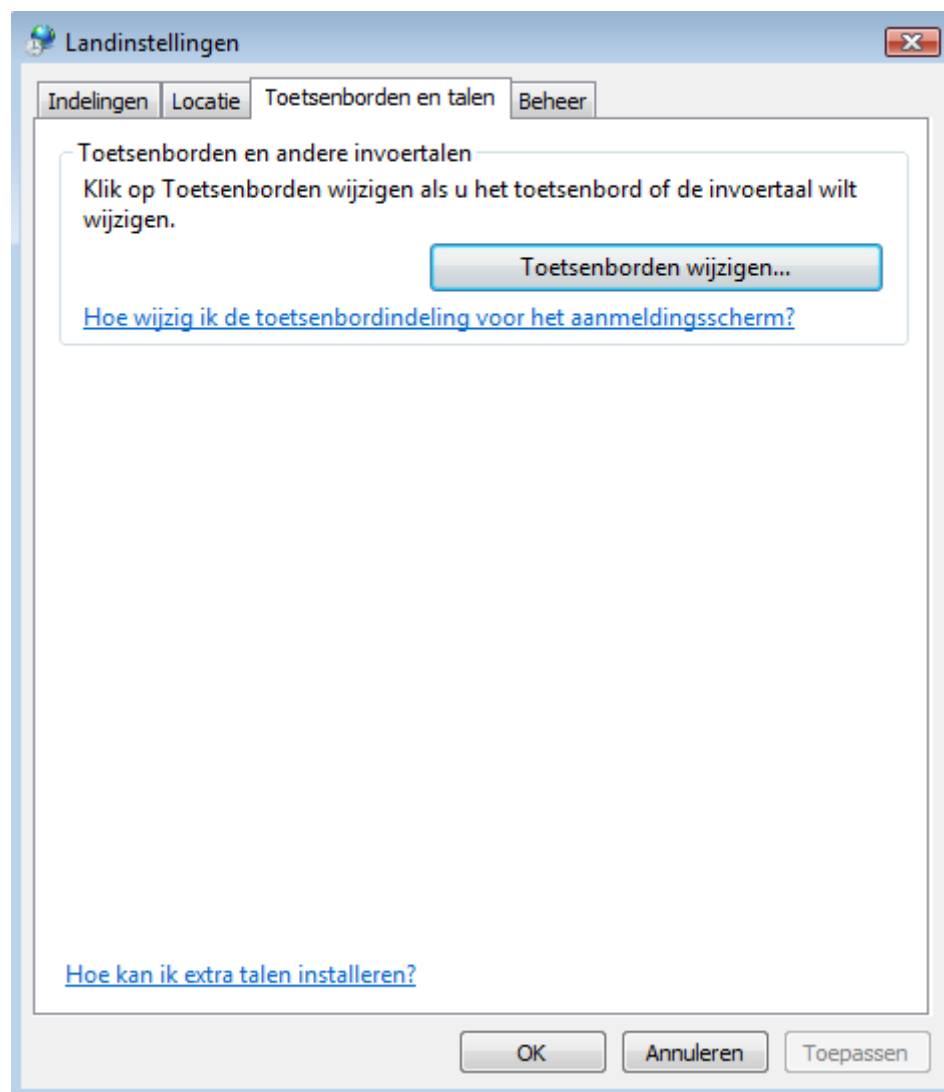 Landinstellingen
Indelingen Locatie Toetsenborden en talen Beheer
Toetsenborden en andere invoertalen
Klik op Toetsenborden wijzigen als u het toetsenbord of de invoertaal wilt
wijzigen.
Toetsenborden wijzigen...
Hoe wijzig ik de toetsenbordindeling voor het aanmeldingsscherm?
Hoe kan ik extra talen installeren?
OK Annuleren Toepassen